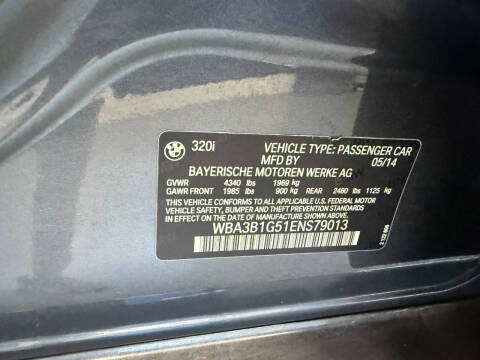 320i VEHICLE TYPE: PASSENGER CAR
MFD BY 05/14
BAYERISCHE MOTOREN WERKE AG
GVWR 4340 lbs 1969 kg
GAWR FRONT 1985 lbs 900 kg REAR 2480 lbs 1125 kg
THIS VEHICLE CONFORMS TO ALL APPLICABLE U.S. FEDERAL MOTOR
VEHICLE SAFETY, BUMPER AND THEFT PREVENTION STANDARDS
IN EFFECT ON THE DATE OF MANUFACTURE SHOWN ABOVE.
WBA3B1G51ENS79013